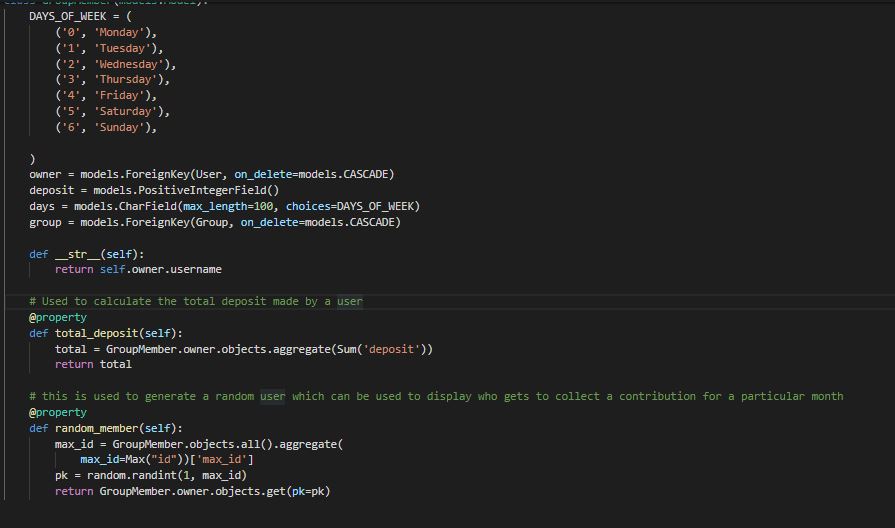 class GroupMember(models.Model):
DAYS_OF_WEEK = (
('0', 'Monday'),
('1', 'Tuesday'),
('2', 'Wednesday'),
('3', 'Thursday'),
('4', 'Friday'),
('5', 'Saturday'),
('6', 'Sunday'),
)
owner = models.ForeignKey(User, on_delete=models.CASCADE)
deposit = models.PositiveIntegerField()
days = models.CharField(max_length=100, choices=DAYS_OF_WEEK)
group = models.ForeignKey(Group, on_delete=models.CASCADE)
def __str__(self):
return self.owner.username
# Used to calculate the total deposit made by a user
@property
def total_deposit(self):
total = GroupMember.owner.objects.aggregate(Sum('deposit'))
return total
# this is used to generate a random user which can be used to display who gets to collect a contribution for a particular month
@property
def random_member(self):
max_id = GroupMember.objects.all().aggregate(
max_id=Max("id"))['max_id']
pk = random.randint(1, max_id)
return GroupMember.owner.objects.get(pk=pk)